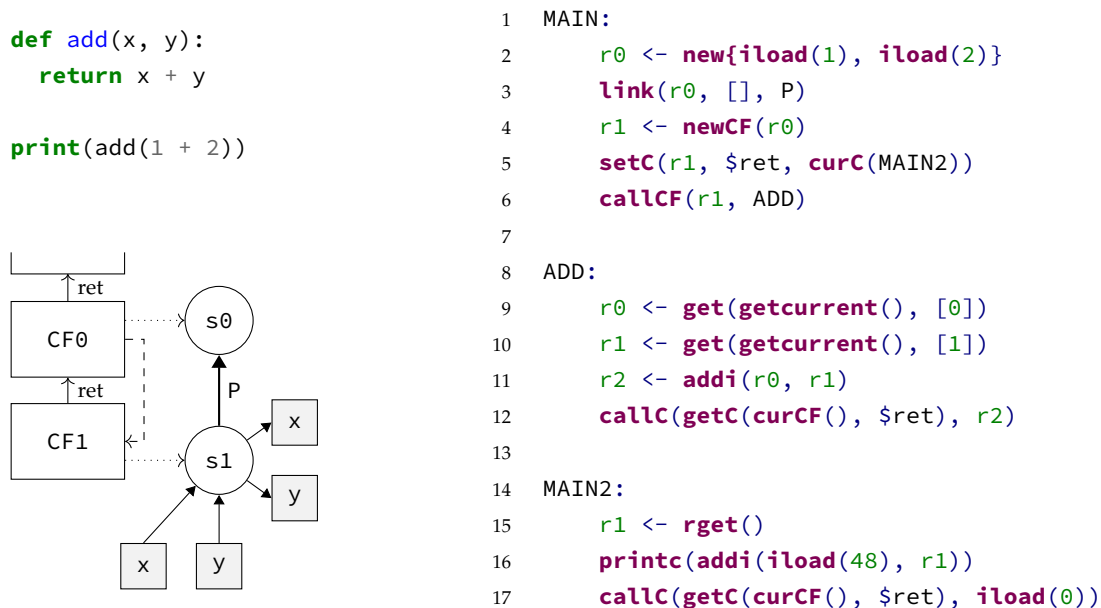 def add(x, y):
  return x + y
print(add(1 + 2))
ret
CF0
s0
ret
P
CF1
s1
x
y
x
y
1 MAIN:
2     r0 <- new{iload(1), iload(2)}
3     link(r0, [], P)
4     r1 <- newCF(r0)
5     setC(r1, $ret, curC(MAIN2))
6     callCF(r1, ADD)
7
8 ADD:
9     r0 <- get(getcurrent(), [0])
10     r1 <- get(getcurrent(), [1])
11     r2 <- addi(r0, r1)
12     callC(getC(curCF(), $ret), r2)
13
14 MAIN2:
15     r1 <- rget()
16     printc(addi(iload(48), r1))
17     callC(getC(curCF(), $ret), iload(0))